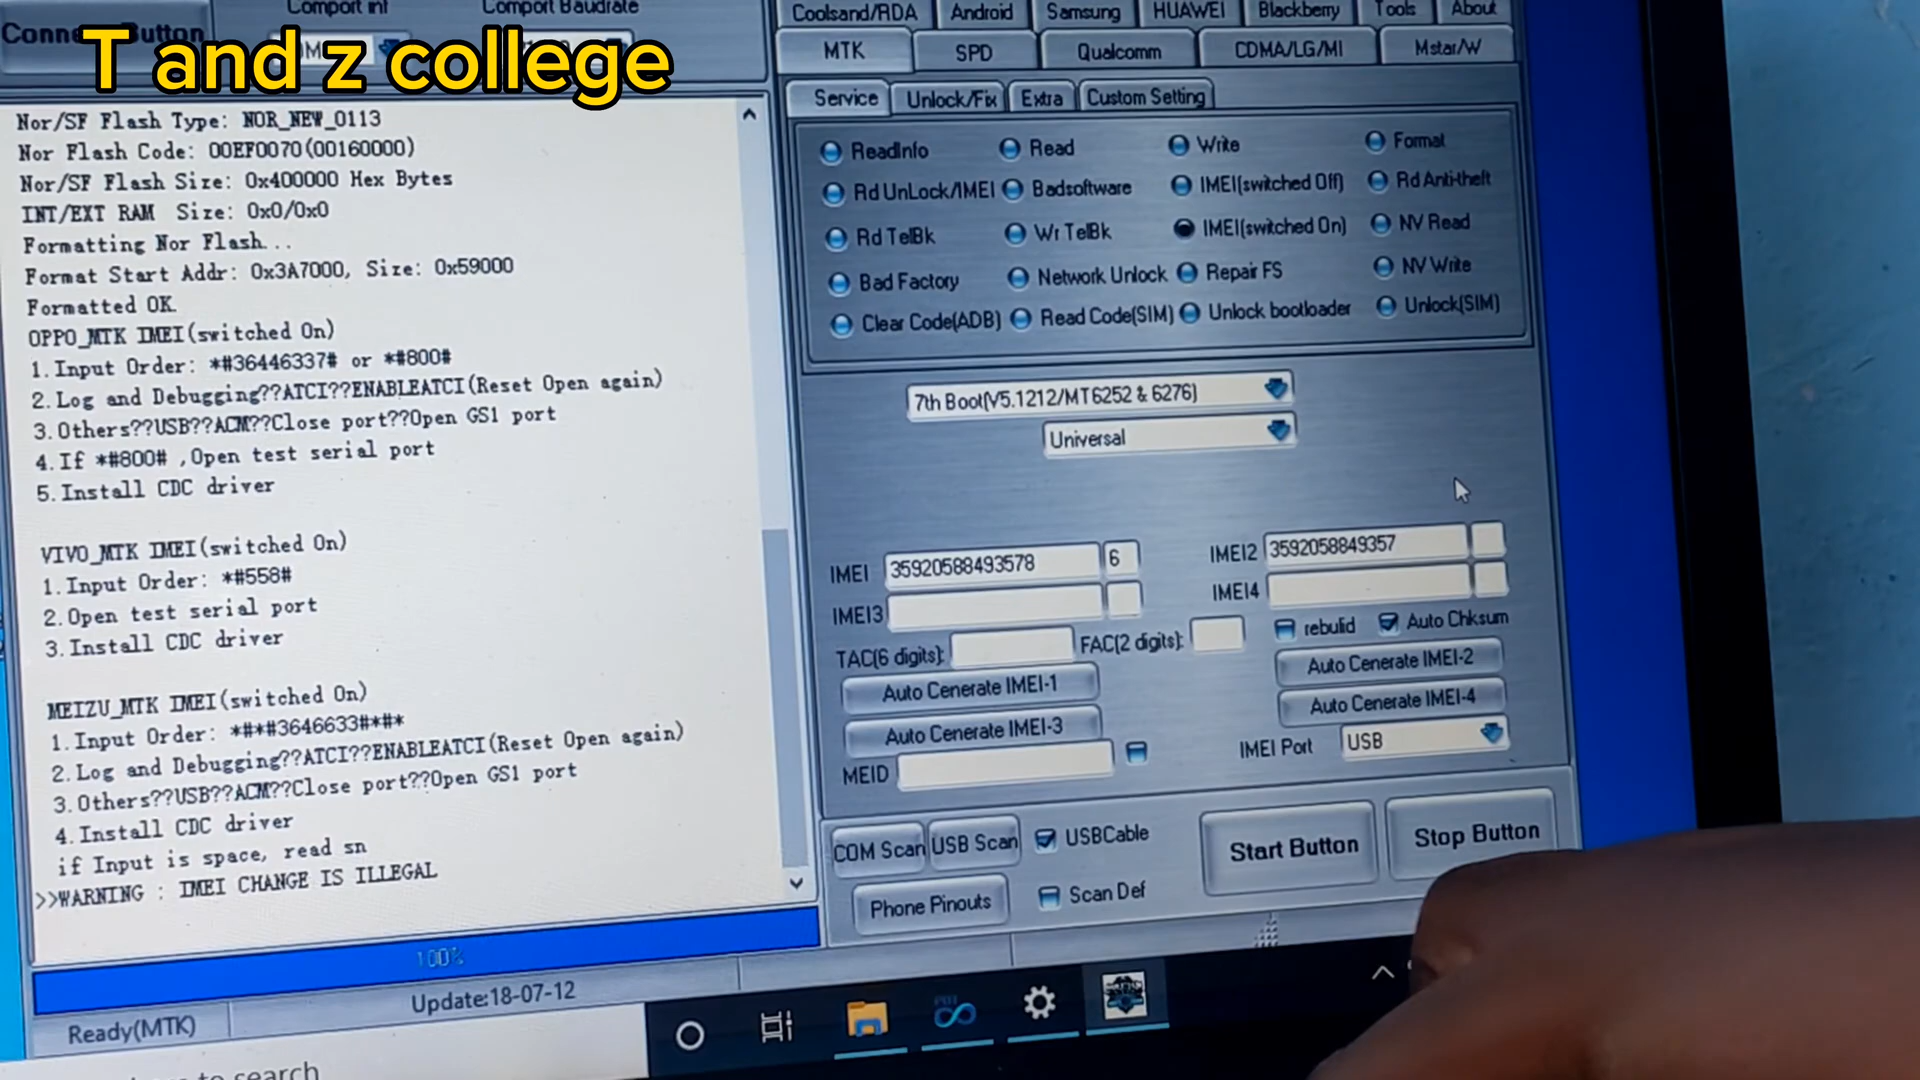 Comport Int
Comport Baudrate
T and z college
Nor/SF Flash Type: NOR_NEW_0113
Nor Flash Code: 00EF0070(00160000)
Nor/SF Flash Size: 0x400000 Hex Bytes
INT/EXT RAM Size: 0x0/0x0
Formatting Nor Flash...
Format Start Addr: 0x3A7000, Size: 0x59000
Formatted OK.
OPPO_MTK IMEI(switched On)
1.Input Order: *#36446337# or *#800#
2.Log and Debugging??ATCI??ENABLEATCI(Reset Open again)
3.Others??USB??ACM??Close port??Open GS1 port
4.If *#800# ,Open test serial port
5.Install CDC driver
VIVO_MTK IMEI(switched On)
1.Input Order: *#558#
2.Open test serial port
3.Install CDC driver
MEIZU_MTK IMEI(switched On)
1.Input Order: *#*#3646633#*#*
2.Log and Debugging??ATCI??ENABLEATCI(Reset Open again)
3.Others??USB??ACM??Close port??Open GS1 port
4.Install CDC driver
if Input is space, read sn
>>WARNING : IMEI CHANGE IS ILLEGAL
100%
Update:18-07-12
Ready(MTK)
to search
Coolsand/RDA Android Samsung HUAWEI Blackberry Tools About
MTK SPD Qualcomm CDMA/LG/MI Mstar/W
Service Unlock/Fix Extra Custom Setting
ReadInfo Read Write Format
Rd UnLock/IMEI Badsoftware IMEI(switched Off) Rd Anti-theft
Rd TelBk Wr TelBk IMEI(switched On) NV Read
Bad Factory Network Unlock Repair FS NV Write
Clear Code(ADB) Read Code(SIM) Unlock bootloader Unlock(SIM)
7th Boot(V5.1212/MT6252 & 6276)
Universal
IMEI 35920588493578 6 IMEI2 3592058849357
IMEI3 IMEI4
TAC(6 digits): FAC(2 digits): rebulid Auto Chksum
Auto Cenerate IMEI-1 Auto Cenerate IMEI-2
Auto Cenerate IMEI-3 Auto Cenerate IMEI-4
MEID IMEI Port USB
COM Scan USB Scan USBCable Start Button Stop Button
Phone Pinouts Scan Def